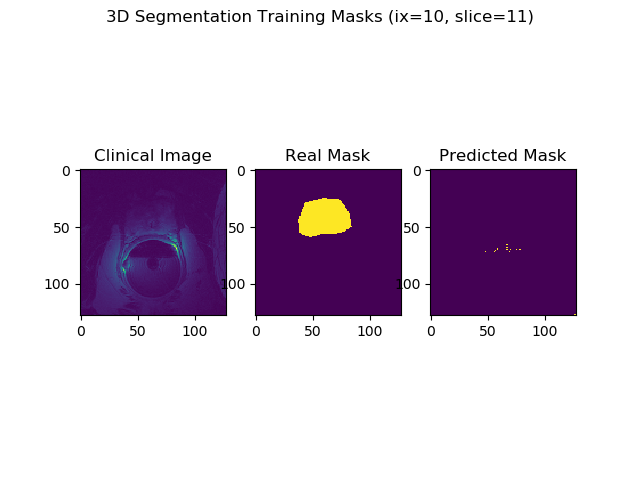 3D Segmentation Training Masks (ix=10, slice=11)
Clinical Image Real Mask Predicted Mask
0 0 0
50 50 50
100 100 100
0 50 100 0 50 100 0 50 100